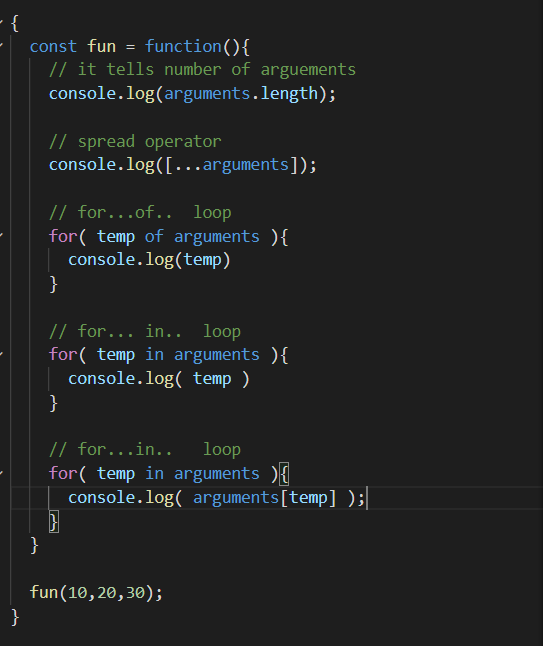 {
const fun = function(){
// it tells number of arguements
console.log(arguments.length);
// spread operator
console.log([...arguments]);
// for...of..  loop
for( temp of arguments ){
console.log(temp)
}
// for... in..  loop
for( temp in arguments ){
console.log( temp )
}
// for...in..   loop
for( temp in arguments ){
console.log( arguments[temp] );
}
}
fun(10,20,30);
}